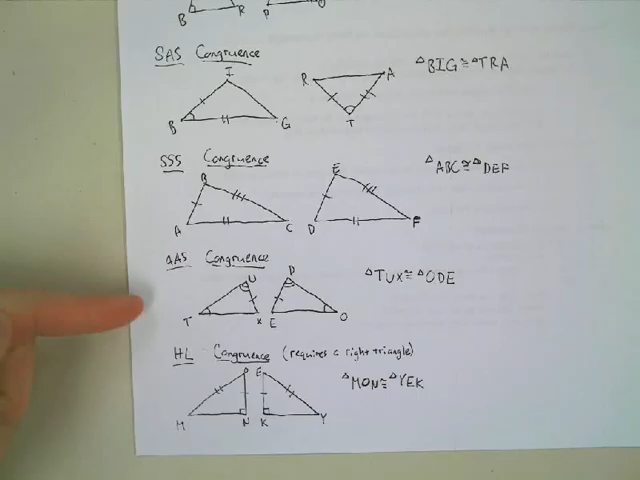 B R P O
SAS Congruence
I R A △BIG≅△TRA
B G T
SSS Congruence
B E △ABC≅△DEF
A C D F
AAS Congruence
U D △TUX≅△ODE
T X E O
HL Congruence (requires a right triangle)
O E △MON≅△YEK
M N K Y